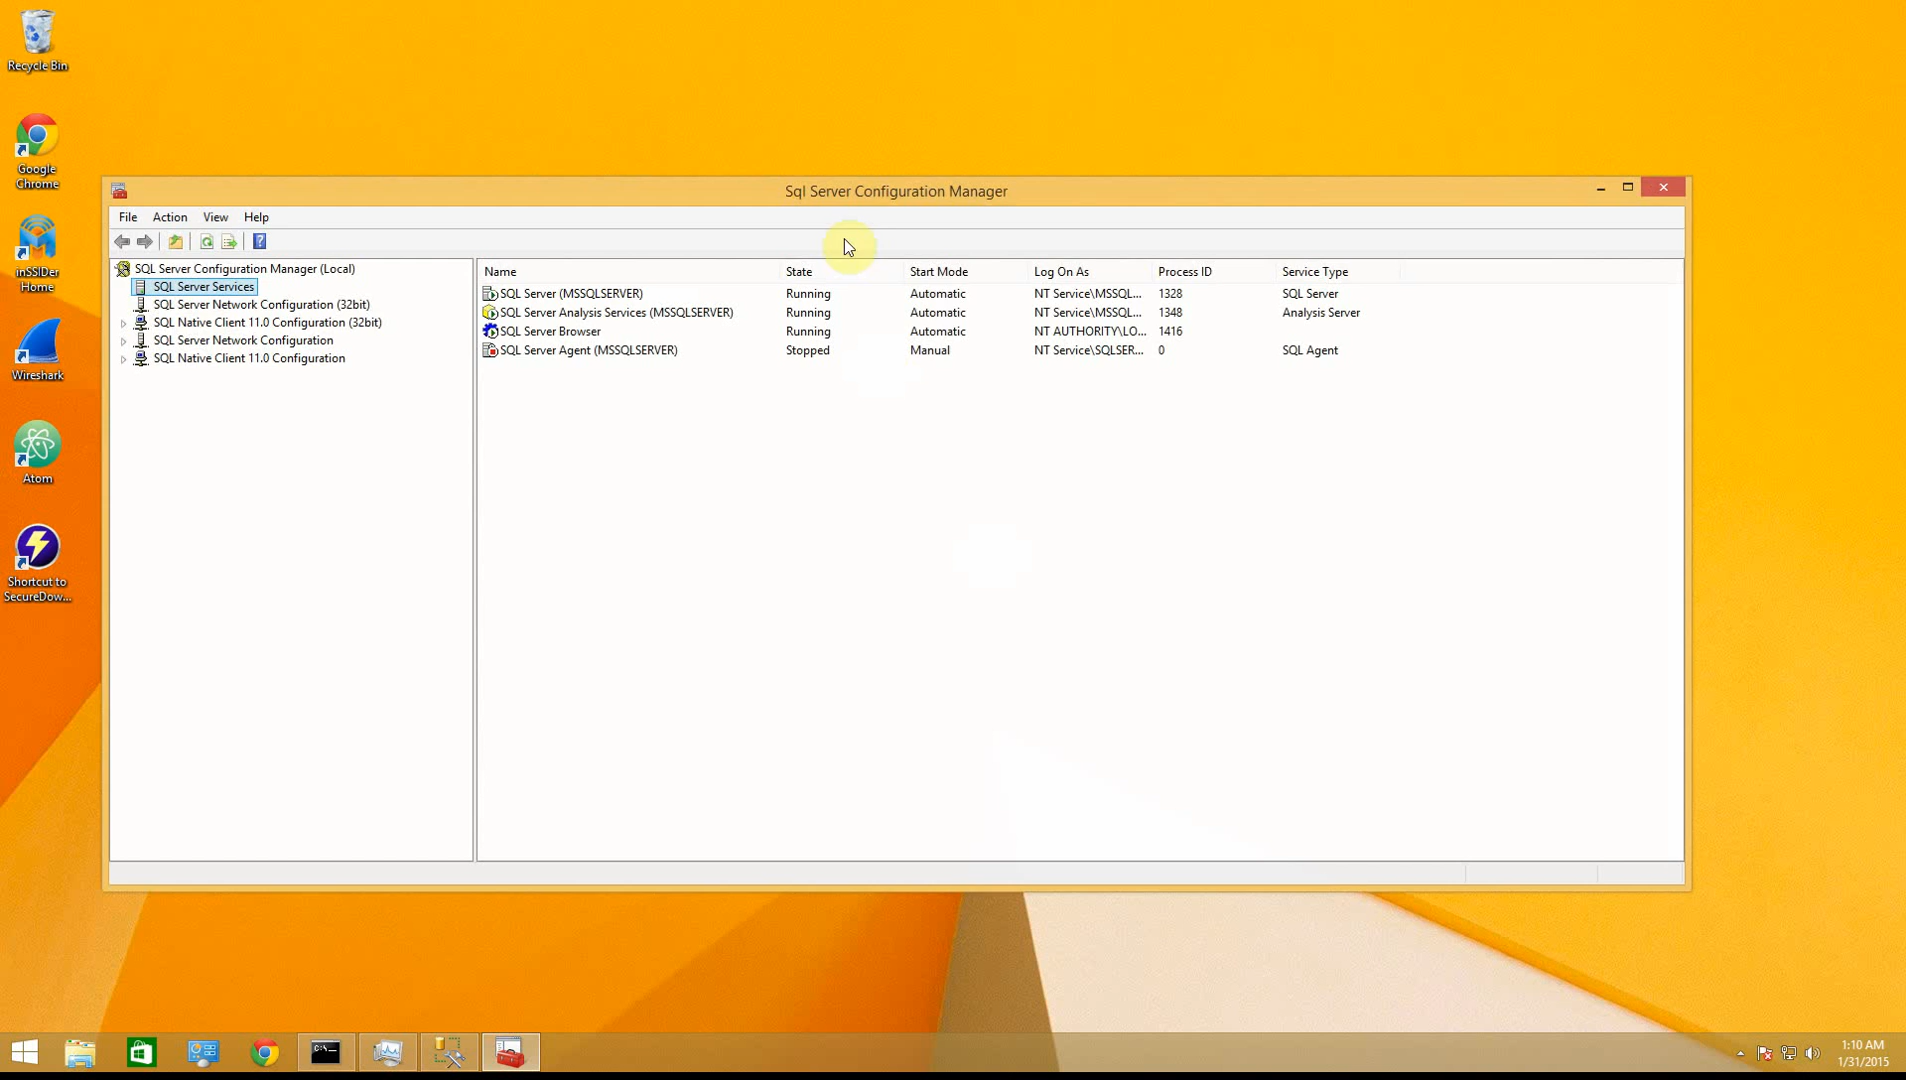 Recycle Bin
Google
Chrome
inSSIDer
Home
Wireshark
Atom
Shortcut to
SecureDow...
Sql Server Configuration Manager
File Action View Help
SQL Server Configuration Manager (Local)
SQL Server Services
SQL Server Network Configuration (32bit)
SQL Native Client 11.0 Configuration (32bit)
SQL Server Network Configuration
SQL Native Client 11.0 Configuration
Name State Start Mode Log On As Process ID Service Type
SQL Server (MSSQLSERVER) Running Automatic NT Service\MSSQL... 1328 SQL Server
SQL Server Analysis Services (MSSQLSERVER) Running Automatic NT Service\MSSQL... 1348 Analysis Server
SQL Server Browser Running Automatic NT AUTHORITY\LO... 1416
SQL Server Agent (MSSQLSERVER) Stopped Manual NT Service\SQLSER... 0 SQL Agent
1:10 AM
1/31/2015